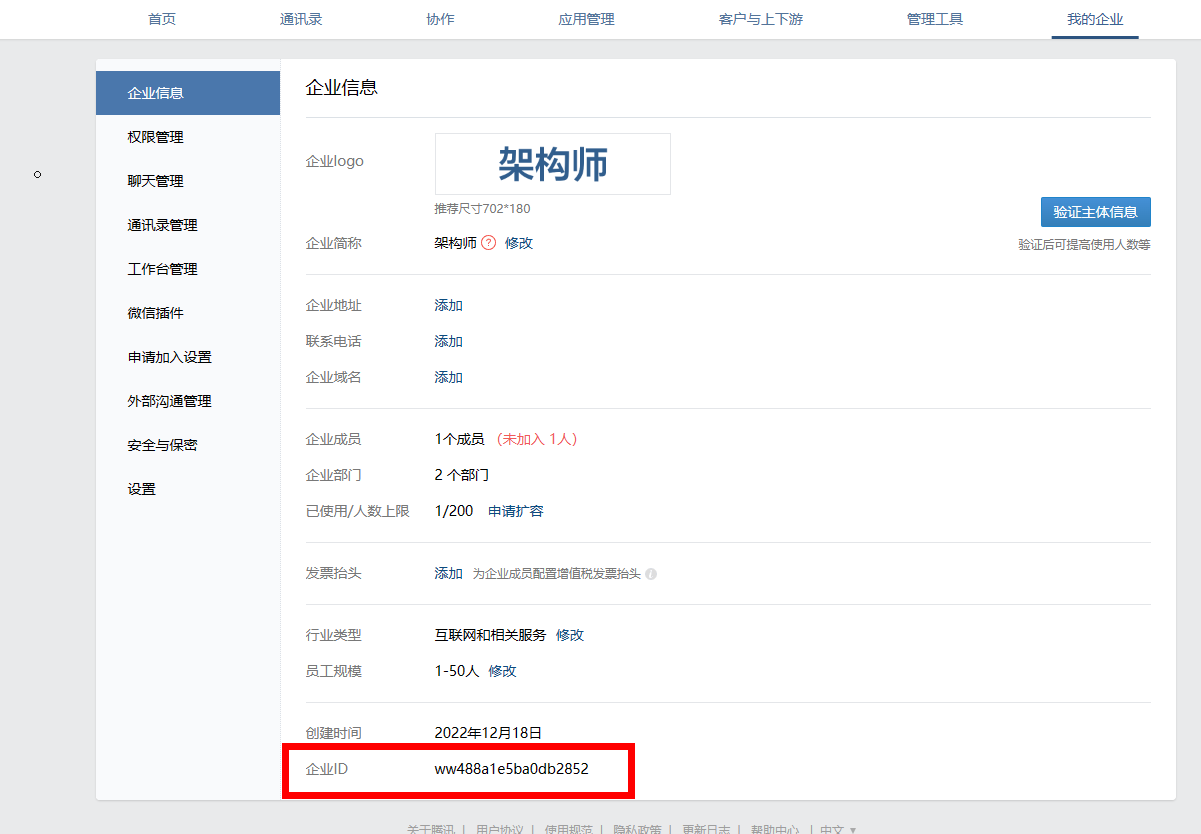 首页 通讯录 协作 应用管理 客户与上下游 管理工具 我的企业
企业信息
权限管理
聊天管理
通讯录管理
工作台管理
微信插件
申请加入设置
外部沟通管理
安全与保密
设置
企业信息
企业logo 架构师
推荐尺寸702*180
验证主体信息
验证后可提高使用人数等
企业简称 架构师 ? 修改
企业地址 添加
联系电话 添加
企业域名 添加
企业成员 1个成员 (未加入 1人)
企业部门 2 个部门
已使用/人数上限 1/200 申请扩容
发票抬头 添加 为企业成员配置增值税发票抬头 i
行业类型 互联网和相关服务 修改
员工规模 1-50人 修改
创建时间 2022年12月18日
企业ID ww488a1e5ba0db2852
关于腾讯 | 用户协议 | 使用规范 | 隐私政策 | 更新日志 | 帮助中心 | 中文 ▼